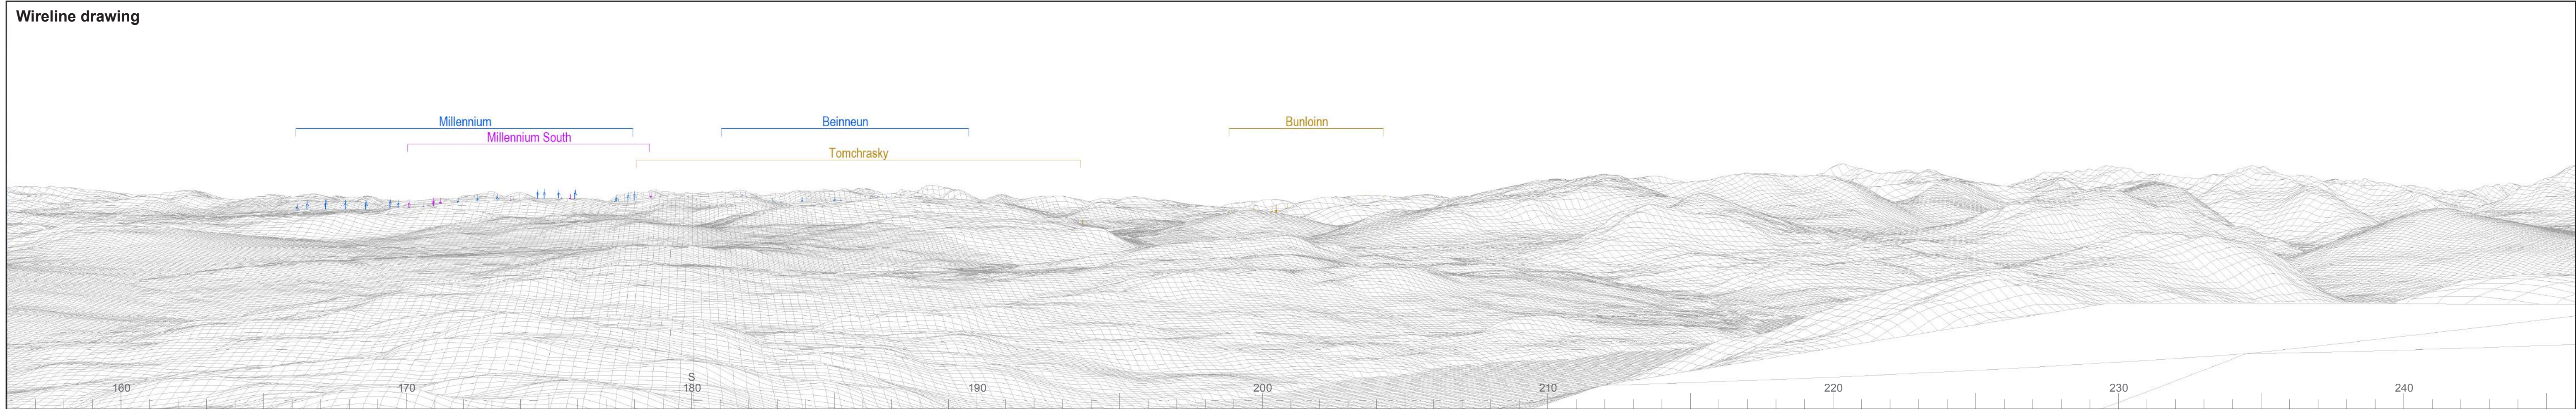 Wireline drawing
Millennium
Beinneun
Bunloinn
Millennium South
Tomchrasky
S
160 170 180 190 200 210 220 230 240